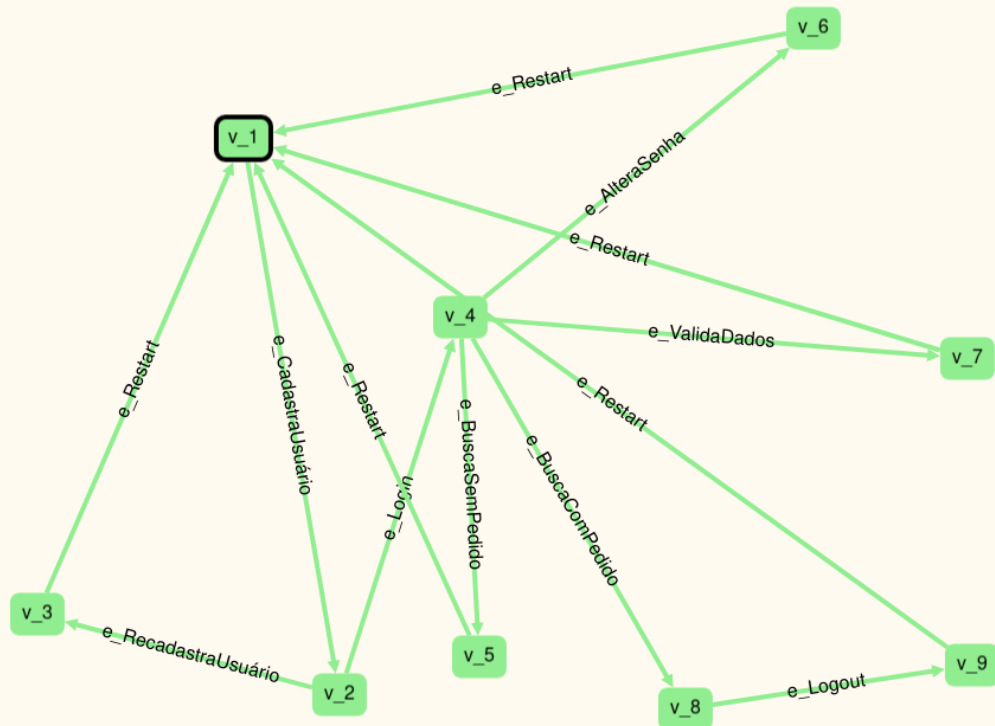 v_6
e_Restart
v_1
e_AlteraSenha
e_Restart
v_4
e_ValidaDados
v_7
e_Restart
e_CadastraUsuário
e_Restart
e_Restart
e_BuscaSemPedido
e_BuscaComPedido
e_Login
v_3
e_RecadastraUsuário
v_5
v_9
v_2
e_Logout
v_8